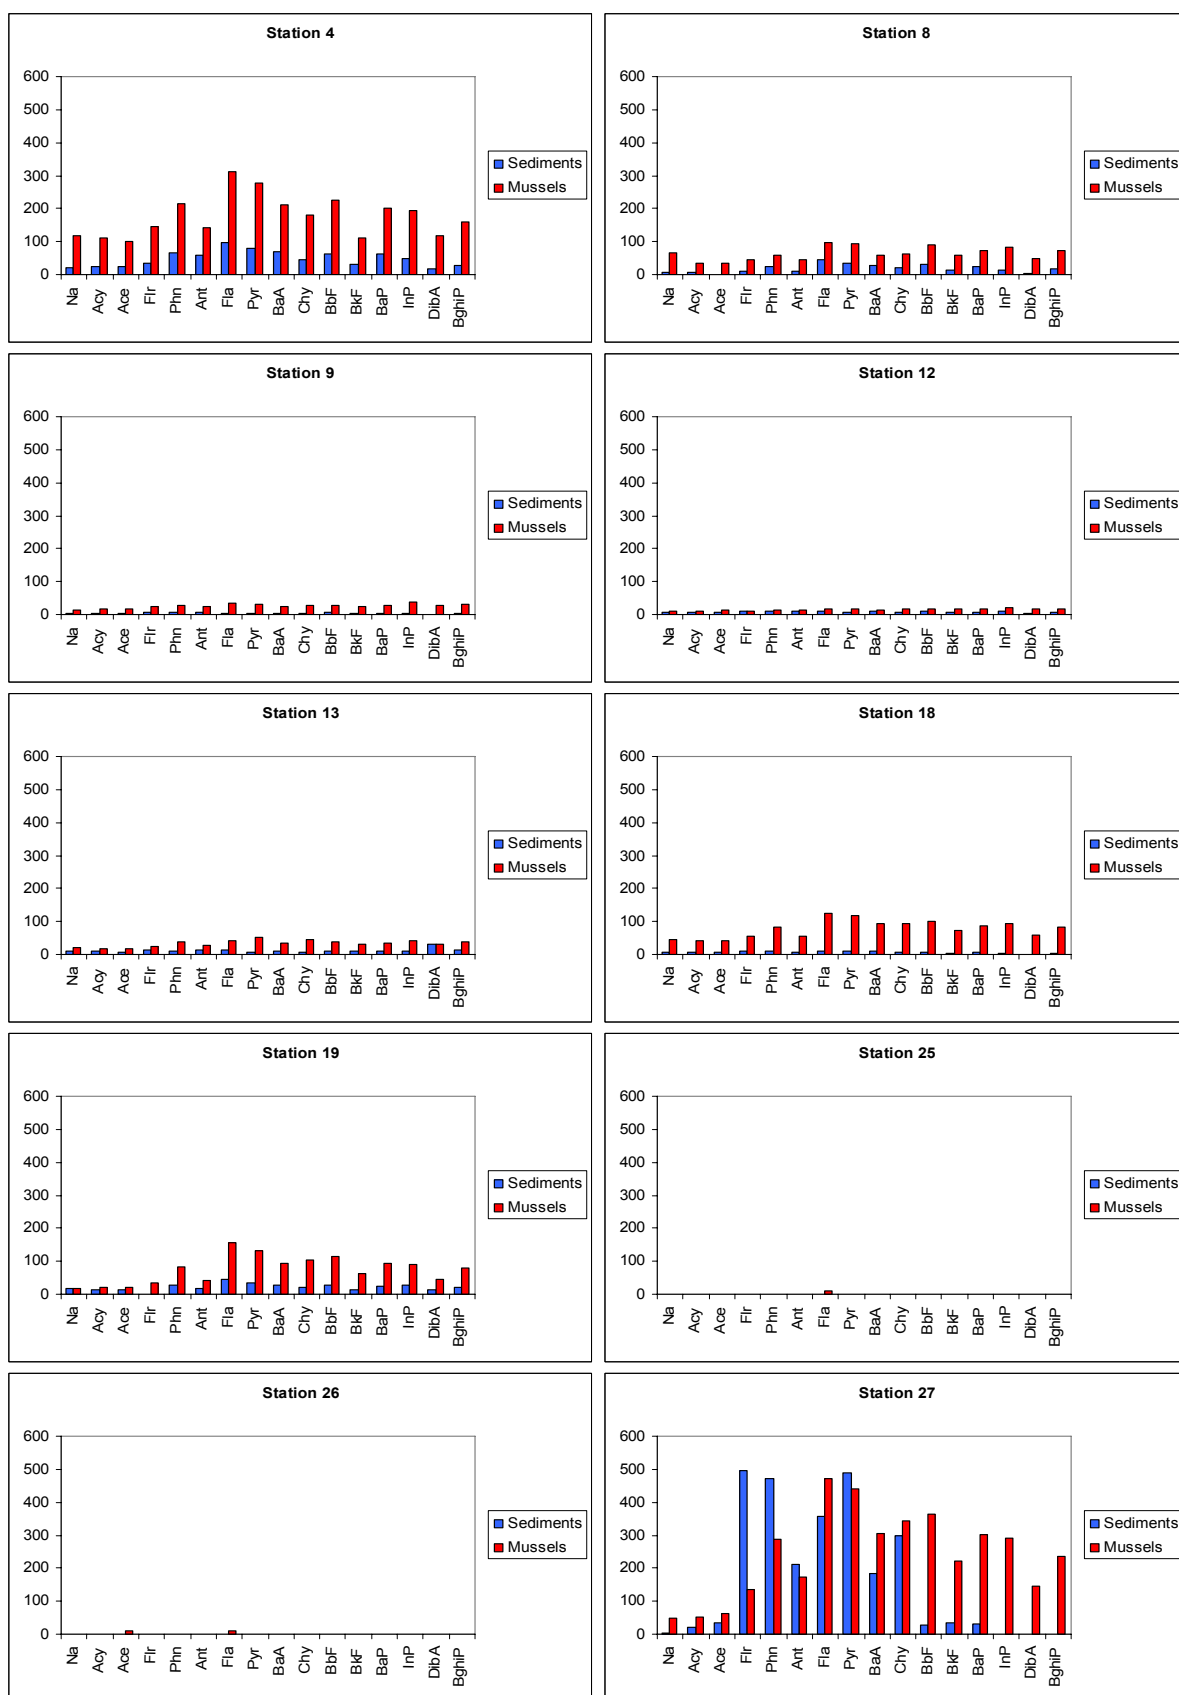 Station 4
600
500
400
300
200
100
0
Na Acy Ace Flr Phn Ant Fla Pyr BaA Chy BbF BkF BaP InP DibA BghiP
Sediments
Mussels
Station 8
600
500
400
300
200
100
0
Na Acy Ace Flr Phn Ant Fla Pyr BaA Chy BbF BkF BaP InP DibA BghiP
Sediments
Mussels
Station 9
600
500
400
300
200
100
0
Na Acy Ace Flr Phn Ant Fla Pyr BaA Chy BbF BkF BaP InP DibA BghiP
Sediments
Mussels
Station 12
600
500
400
300
200
100
0
Na Acy Ace Flr Phn Ant Fla Pyr BaA Chy BbF BkF BaP InP DibA BghiP
Sediments
Mussels
Station 13
600
500
400
300
200
100
0
Na Acy Ace Flr Phn Ant Fla Pyr BaA Chy BbF BkF BaP InP DibA BghiP
Sediments
Mussels
Station 18
600
500
400
300
200
100
0
Na Acy Ace Flr Phn Ant Fla Pyr BaA Chy BbF BkF BaP InP DibA BghiP
Sediments
Mussels
Station 19
600
500
400
300
200
100
0
Na Acy Ace Flr Phn Ant Fla Pyr BaA Chy BbF BkF BaP InP DibA BghiP
Sediments
Mussels
Station 25
600
500
400
300
200
100
0
Na Acy Ace Flr Phn Ant Fla Pyr BaA Chy BbF BkF BaP InP DibA BghiP
Sediments
Mussels
Station 26
600
500
400
300
200
100
0
Na Acy Ace Flr Phn Ant Fla Pyr BaA Chy BbF BkF BaP InP DibA BghiP
Sediments
Mussels
Station 27
600
500
400
300
200
100
0
Na Acy Ace Flr Phn Ant Fla Pyr BaA Chy BbF BkF BaP InP DibA BghiP
Sediments
Mussels